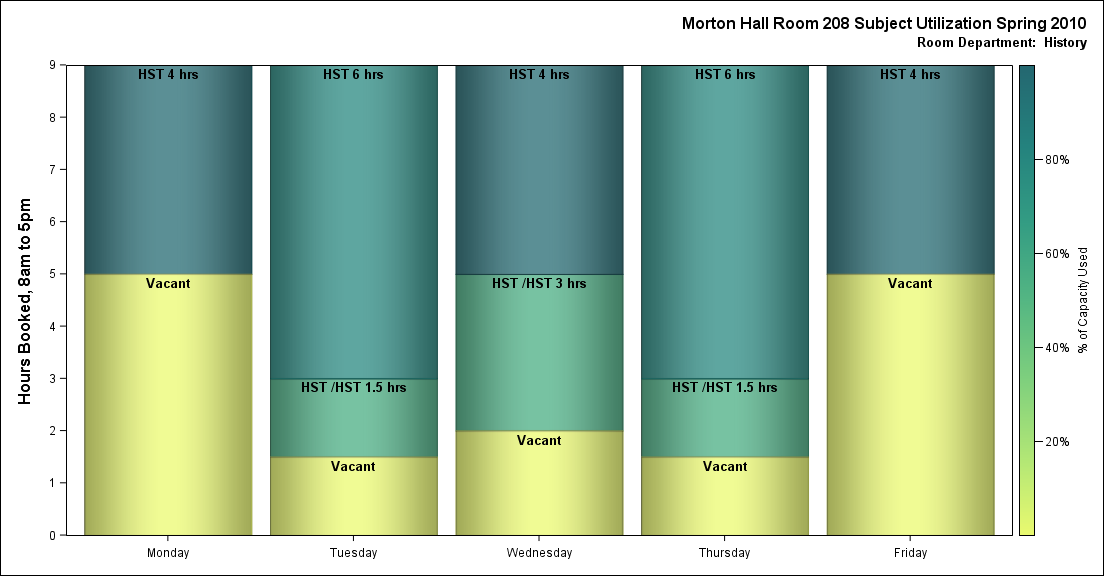 Morton Hall Room 208 Subject Utilization Spring 2010
Room Department:  History
Hours Booked, 8am to 5pm
9
8
7
6
5
4
3
2
1
0
HST 4 hrs
Vacant
HST 6 hrs
HST /HST 1.5 hrs
Vacant
HST 4 hrs
HST /HST 3 hrs
Vacant
HST 6 hrs
HST /HST 1.5 hrs
Vacant
HST 4 hrs
Vacant
Monday
Tuesday
Wednesday
Thursday
Friday
80%
60%
40%
20%
% of Capacity Used